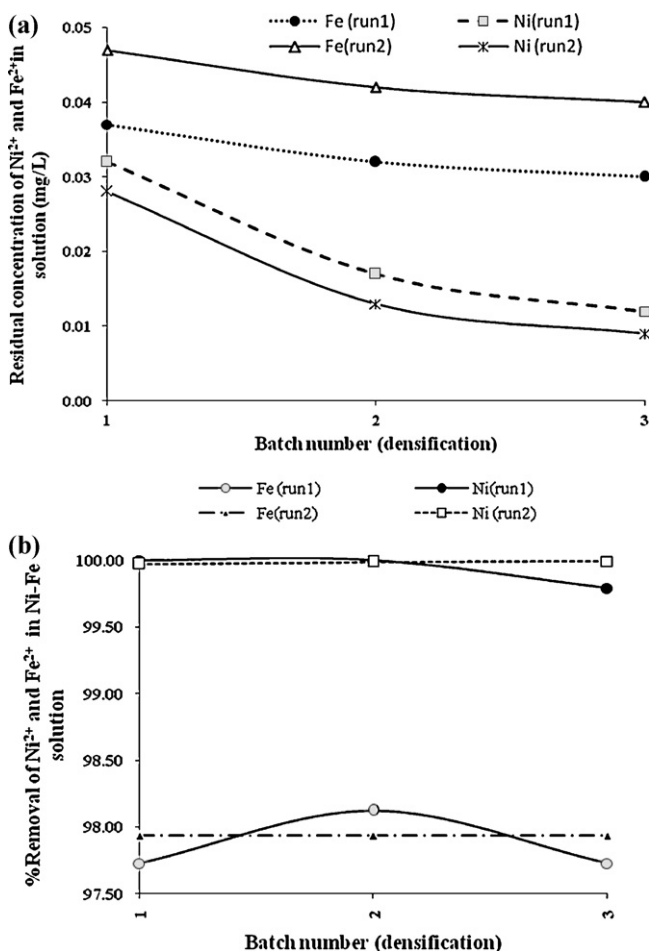 (a)
Fe (run1)
Ni(run1)
Fe(run2)
Ni (run2)
Residual concentration of Ni²⁺ and Fe²⁺in
solution (mg/L)
0.05
0.04
0.03
0.02
0.01
0.00
1
2
3
Batch number (densification)
Fe (run1)
Ni(run1)
Fe(run2)
Ni (run2)
(b)
%Removal of Ni²⁺ and Fe²⁺ in Ni-Fe
solution
100.00
99.50
99.00
98.50
98.00
97.50
1
2
3
Batch number (densification)